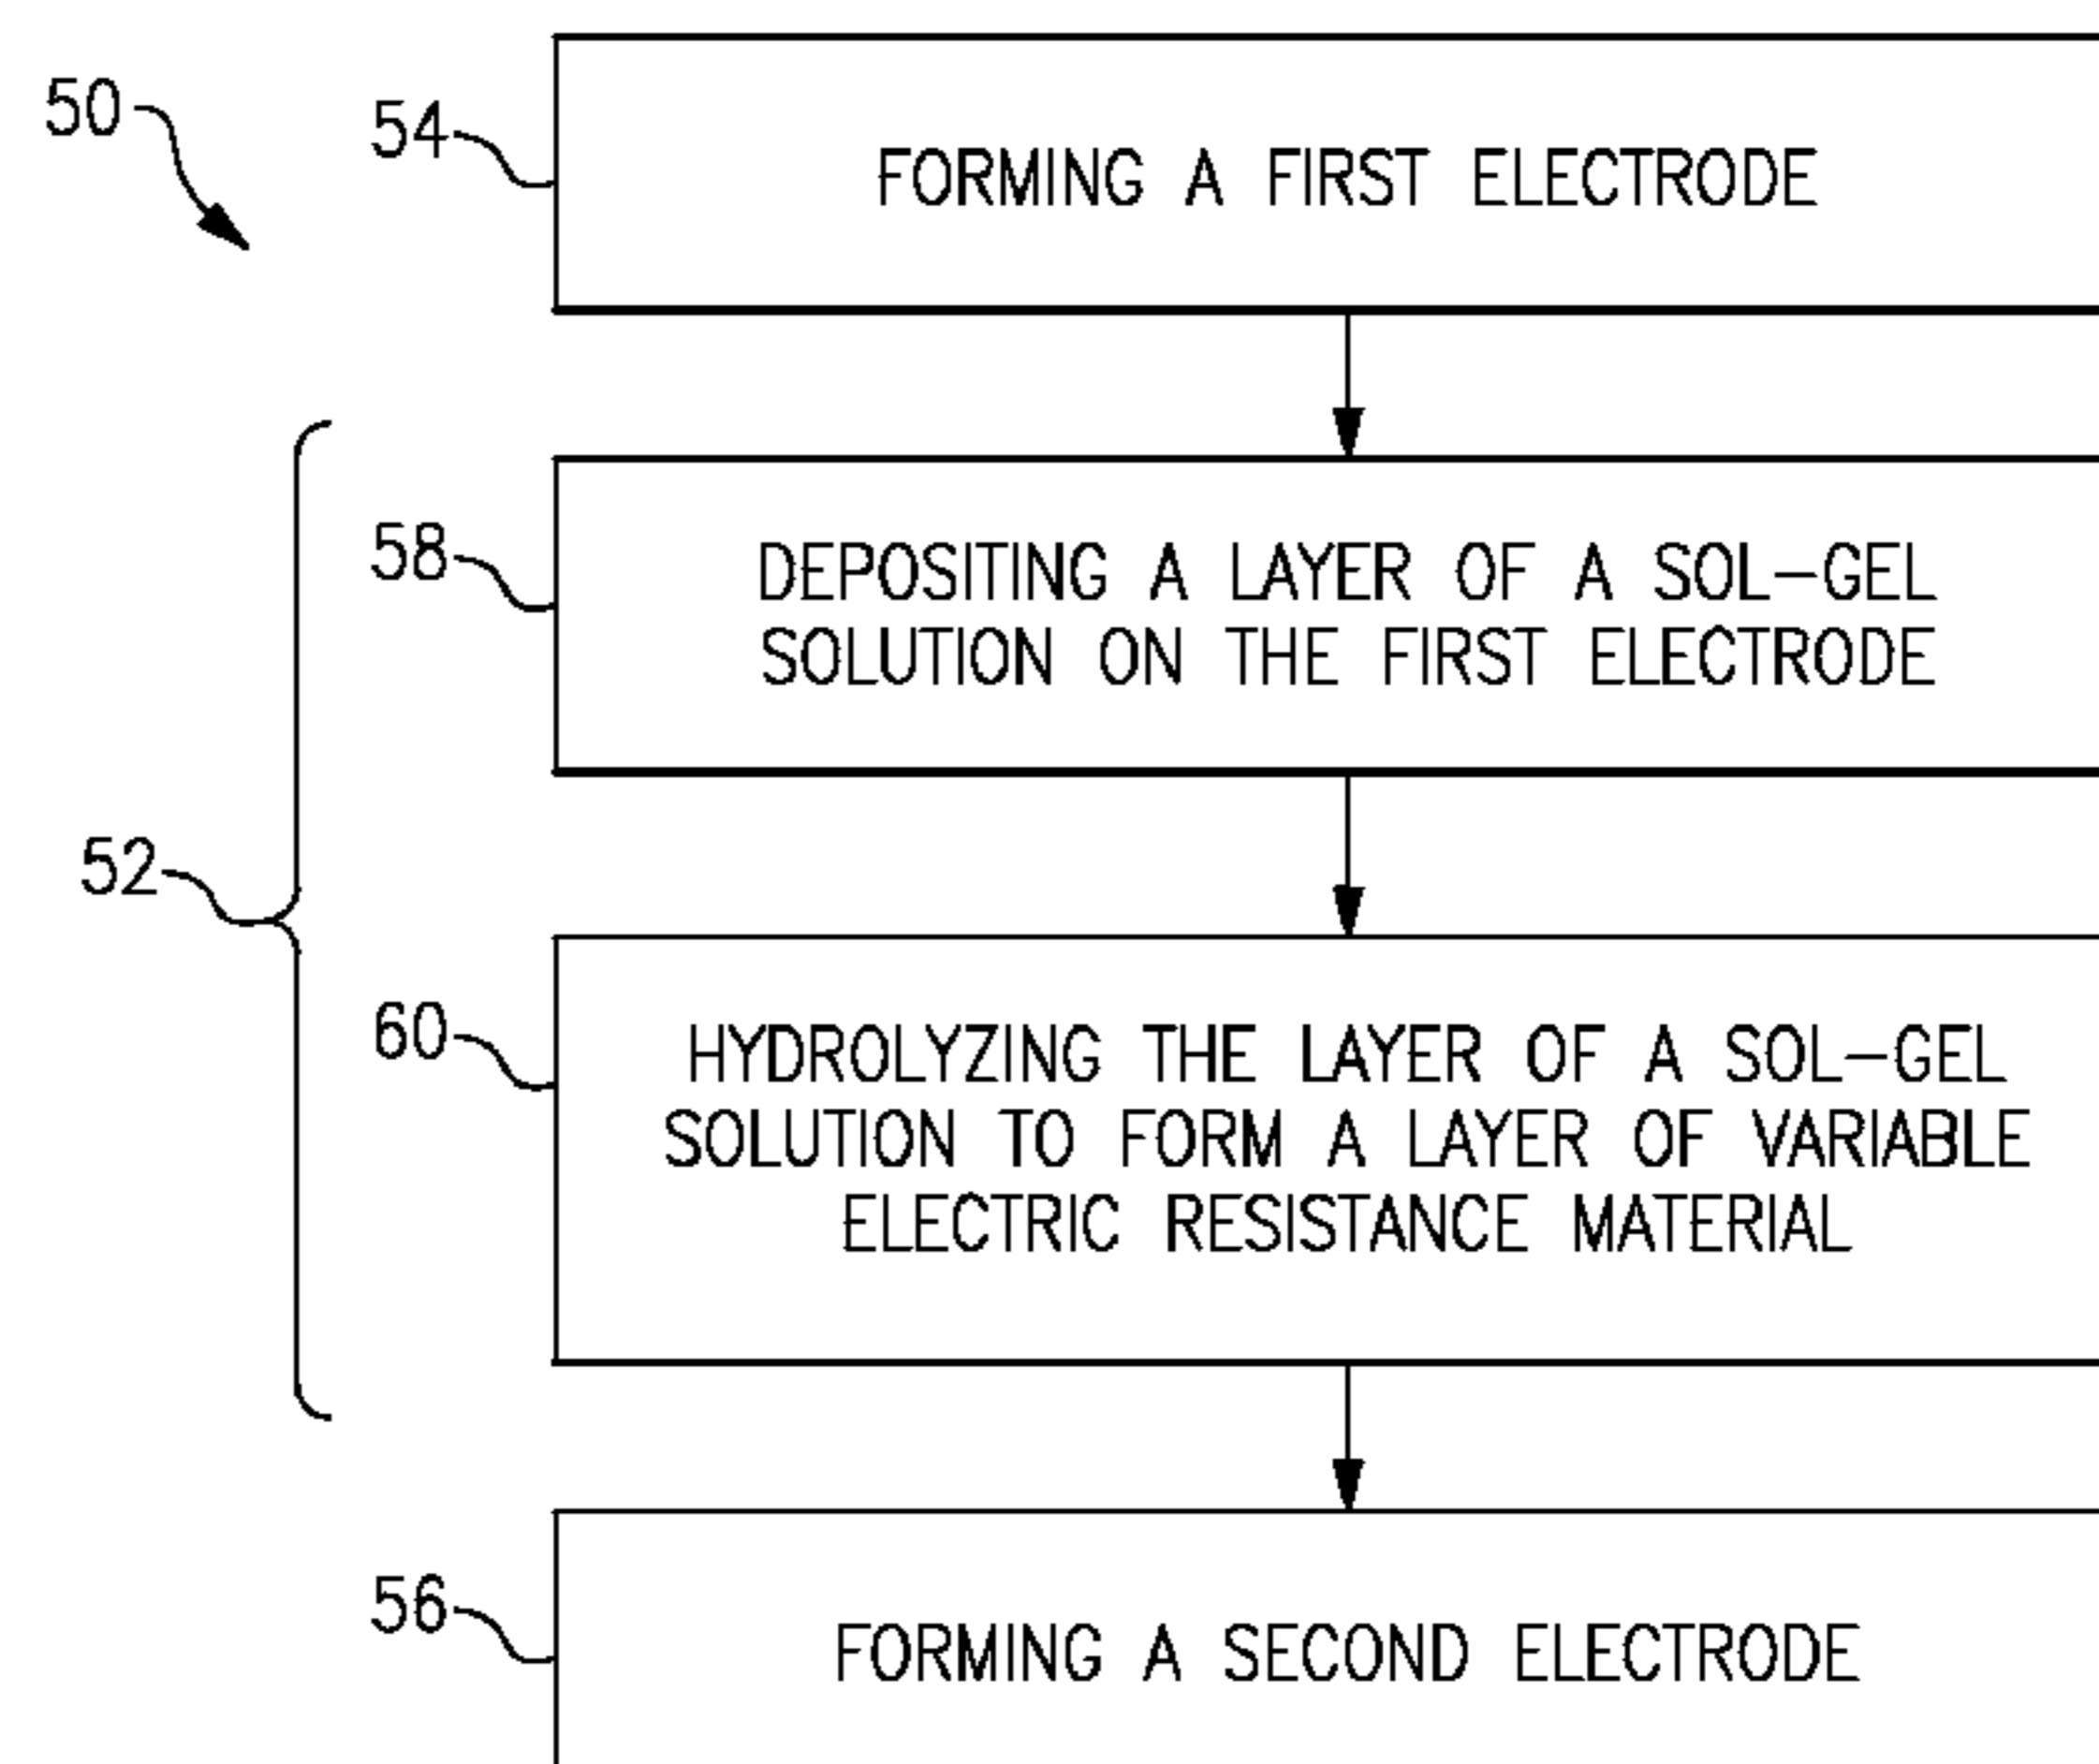 50
54
FORMING A FIRST ELECTRODE
58
DEPOSITING A LAYER OF A SOL-GEL
SOLUTION ON THE FIRST ELECTRODE
52
60
HYDROLYZING THE LAYER OF A SOL-GEL
SOLUTION TO FORM A LAYER OF VARIABLE
ELECTRIC RESISTANCE MATERIAL
56
FORMING A SECOND ELECTRODE